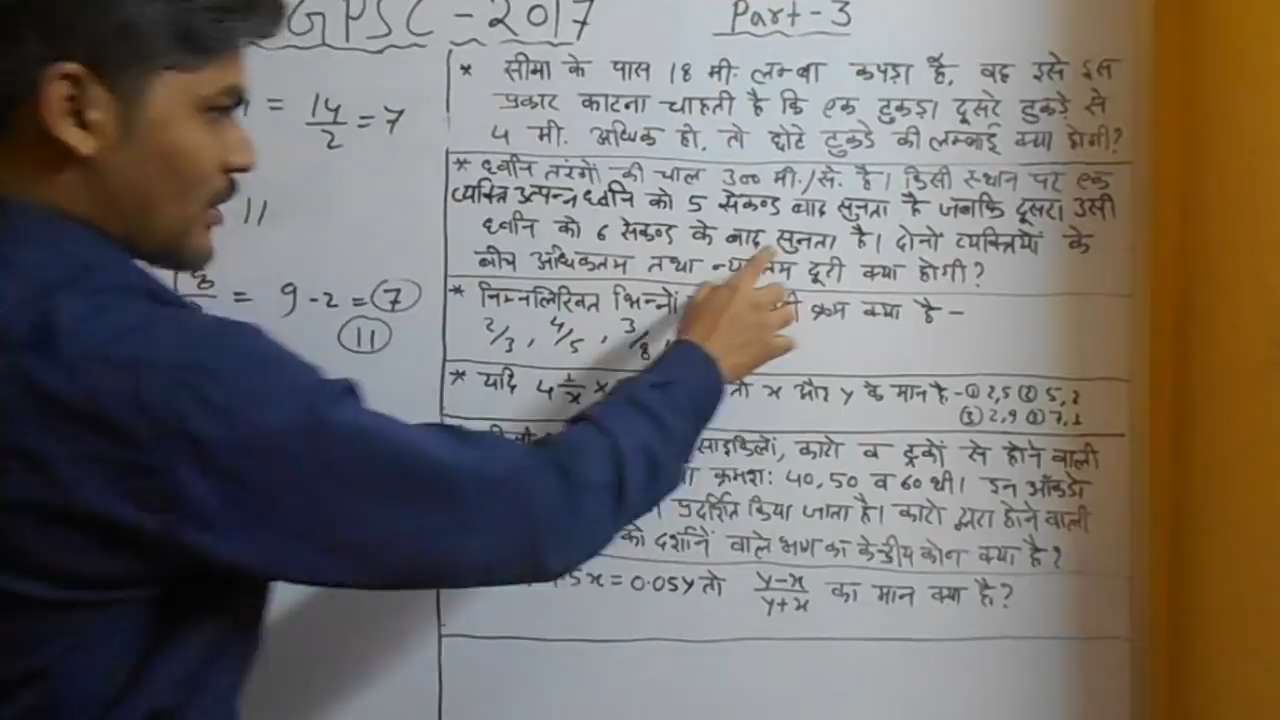 GPSC-2017
Part-3
= 14/2 = 7
11
= 9-2 = 7
11
* सीमा के पास 18 मी. लम्बा कपड़ा है, वह इसे इस
प्रकार काटना चाहती है कि एक टुकड़ा दूसरे टुकड़े से
4 मी. अधिक हो, तो छोटे टुकडे की लम्बाई क्या होगी?
* ध्वनि तरंगों की चाल 300 मी./से. है। किसी स्थान पर एक
व्यक्ति उत्पन्न ध्वनि को 5 सेकण्ड बाद सुनता है जबकि दूसरा उसी
ध्वनि को 6 सेकण्ड के बाद सुनता है। दोनों व्यक्तियों के
बीच अधिकतम तथा दूरी क्या होगी?
* निम्नलिखित भिन्नों क्रम क्या है -
2/3, 4/5, 3/8,
* यदि 4 1/x × तो x और y के मान है- ① 2,5 ② 5,2
③ 2,9 ④ 7,1
साइकिलों, कारो व ट्रकों से होने वाली
क्रमश: 40, 50 व 60 थी। इन आँकडो
प्रदर्शित किया जाता है। कारो द्वारा होने वाली
को दर्शाने वाले भाग का केन्द्रीय कोण क्या है?
5x = 0.05y तो y-x/y+x का मान क्या है?